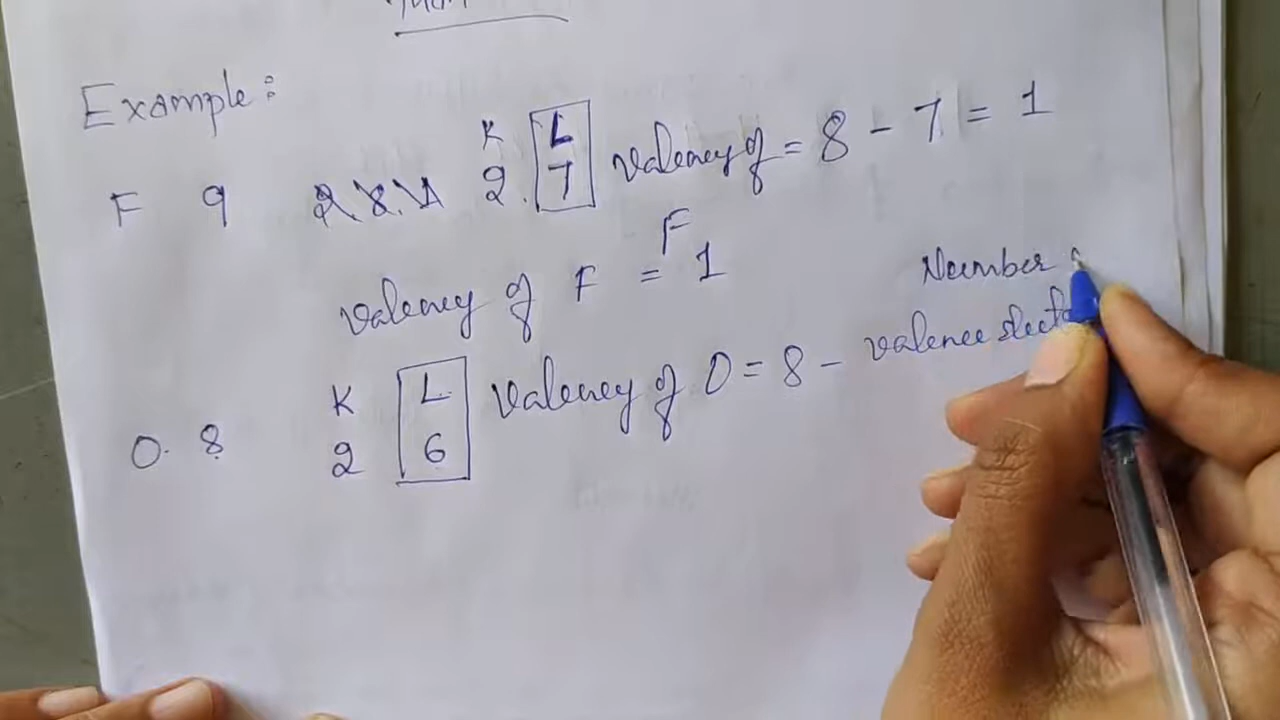 Example:
K L
F 9 2.8.1 2. 7 Valency of = 8 - 7 = 1
F
Valency of F = 1
Number
K L Valency of O = 8 - valence
O. 8 2 6